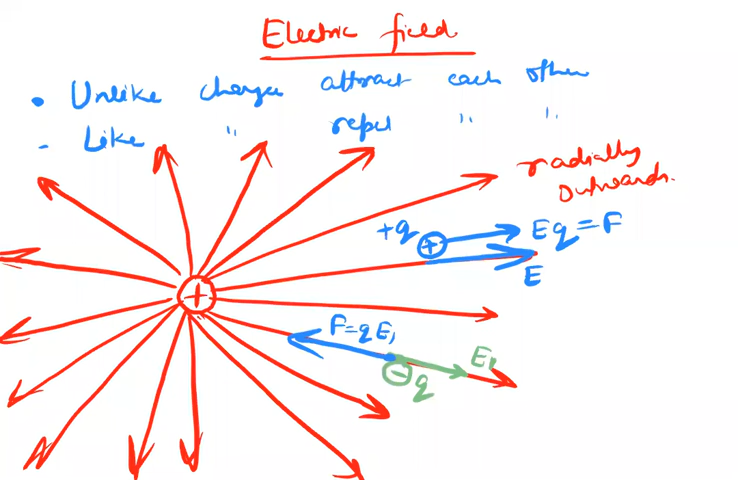 Electric field
• Unlike charges attract each other
- Like " repel " "
radially
outwards.
+q + Eq = F
E
+
F = qE₁
E₁
− q